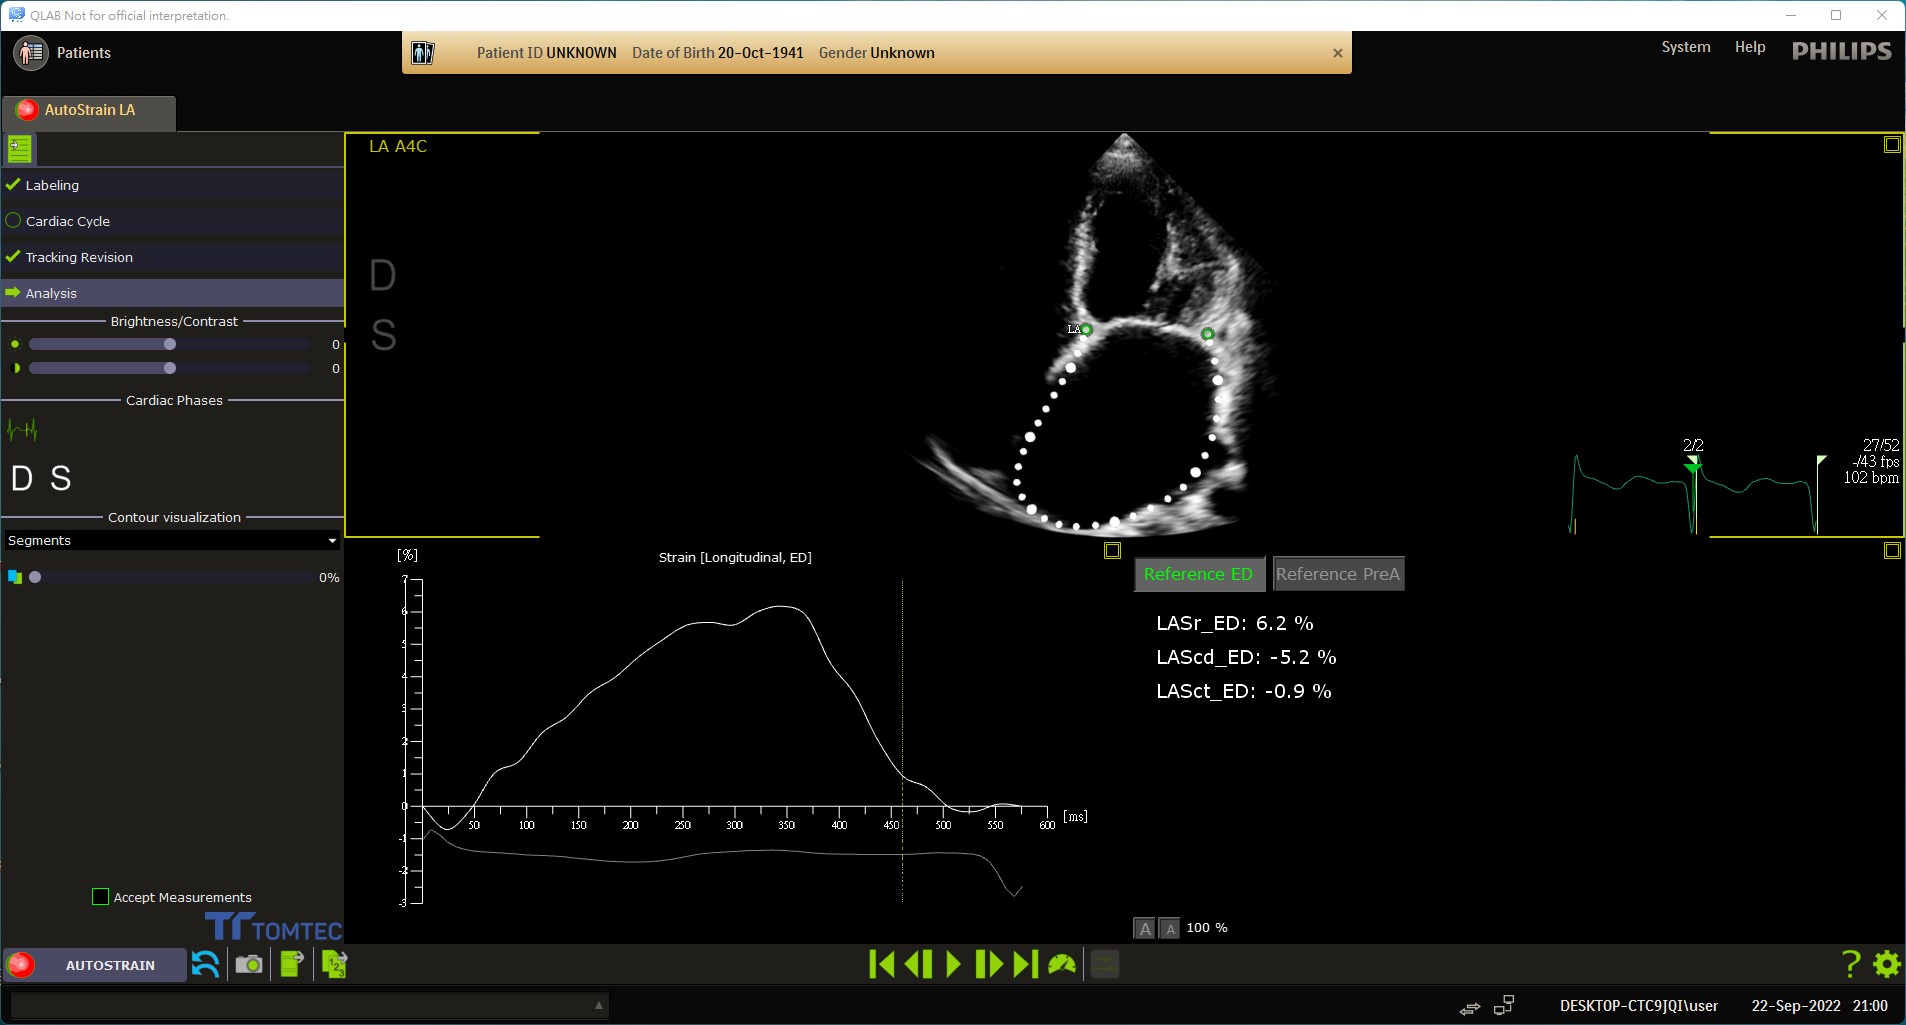 QLAB Not for official interpretation.
Patients
Patient ID UNKNOWN Date of Birth 20-Oct-1941 Gender Unknown
System Help PHILIPS
AutoStrain LA
LA A4C
Labeling
Cardiac Cycle
Tracking Revision
Analysis
Brightness/Contrast
0
0
Cardiac Phases
D S
Contour visualization
Segments
0%
D
S
LA
2/2
27/52
-/43 fps
102 bpm
[%]
Strain [Longitudinal, ED]
7
6
5
4
3
2
1
0
-1
-2
-3
50 100 150 200 250 300 350 400 450 500 550 600 [ms]
Reference ED Reference PreA
LASr_ED: 6.2 %
LAScd_ED: -5.2 %
LASct_ED: -0.9 %
A A 100 %
Accept Measurements
TOMTEC
AUTOSTRAIN
123
?
DESKTOP-CTC9JQI\user 22-Sep-2022 21:00